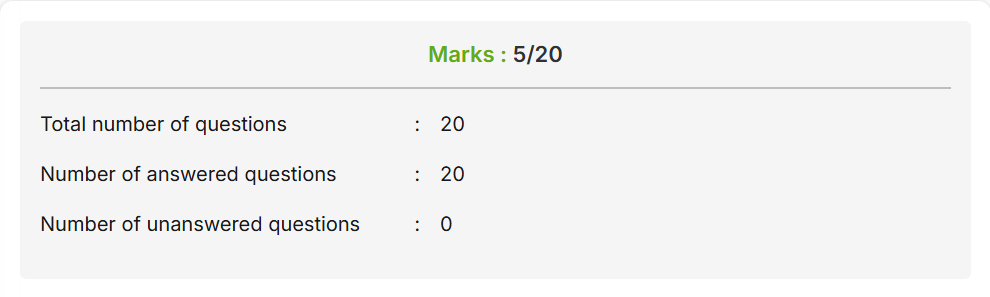 Marks : 5/20
Total number of questions : 20
Number of answered questions : 20
Number of unanswered questions : 0